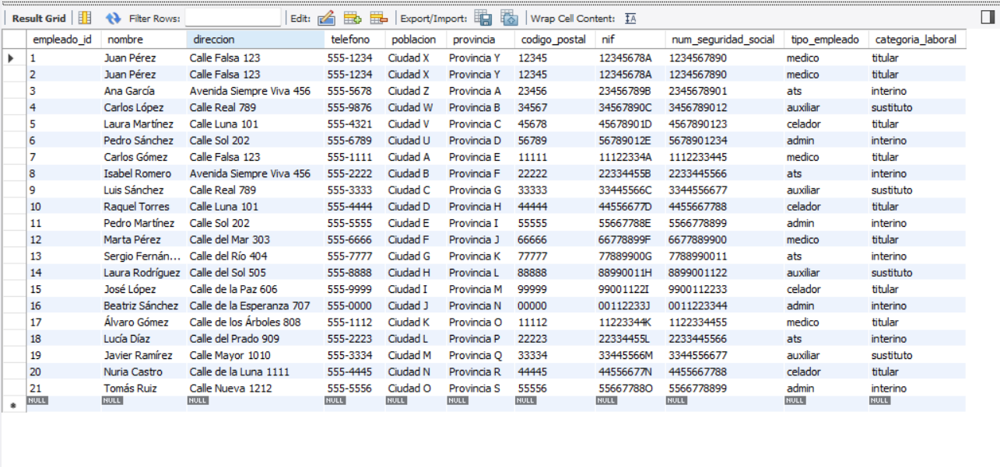 Result Grid Filter Rows: Edit: Export/Import: Wrap Cell Content: IA
empleado_id nombre direccion telefono poblacion provincia codigo_postal nif num_seguridad_social tipo_empleado categoria_laboral
1 Juan Pérez Calle Falsa 123 555-1234 Ciudad X Provincia Y 12345 12345678A 1234567890 medico titular
2 Juan Pérez Calle Falsa 123 555-1234 Ciudad X Provincia Y 12345 12345678A 1234567890 medico titular
3 Ana García Avenida Siempre Viva 456 555-5678 Ciudad Z Provincia A 23456 23456789B 2345678901 ats interino
4 Carlos López Calle Real 789 555-9876 Ciudad W Provincia B 34567 34567890C 3456789012 auxiliar sustituto
5 Laura Martínez Calle Luna 101 555-4321 Ciudad V Provincia C 45678 45678901D 4567890123 celador titular
6 Pedro Sánchez Calle Sol 202 555-6789 Ciudad U Provincia D 56789 56789012E 5678901234 admin interino
7 Carlos Gómez Calle Falsa 123 555-1111 Ciudad A Provincia E 11111 11122334A 1112233445 medico titular
8 Isabel Romero Avenida Siempre Viva 456 555-2222 Ciudad B Provincia F 22222 22334455B 2233445566 ats interino
9 Luis Sánchez Calle Real 789 555-3333 Ciudad C Provincia G 33333 33445566C 3344556677 auxiliar sustituto
10 Raquel Torres Calle Luna 101 555-4444 Ciudad D Provincia H 44444 44556677D 4455667788 celador titular
11 Pedro Martínez Calle Sol 202 555-5555 Ciudad E Provincia I 55555 55667788E 5566778899 admin interino
12 Marta Pérez Calle del Mar 303 555-6666 Ciudad F Provincia J 66666 66778899F 6677889900 medico titular
13 Sergio Fernán... Calle del Río 404 555-7777 Ciudad G Provincia K 77777 77889900G 7788990011 ats interino
14 Laura Rodríguez Calle del Sol 505 555-8888 Ciudad H Provincia L 88888 88990011H 8899001122 auxiliar sustituto
15 José López Calle de la Paz 606 555-9999 Ciudad I Provincia M 99999 99001122I 9900112233 celador titular
16 Beatriz Sánchez Calle de la Esperanza 707 555-0000 Ciudad J Provincia N 00000 00112233J 0011223344 admin interino
17 Álvaro Gómez Calle de los Árboles 808 555-1112 Ciudad K Provincia O 11112 11223344K 1122334455 medico titular
18 Lucía Díaz Calle del Prado 909 555-2223 Ciudad L Provincia P 22223 22334455L 2233445566 ats interino
19 Javier Ramírez Calle Mayor 1010 555-3334 Ciudad M Provincia Q 33334 33445566M 3344556677 auxiliar sustituto
20 Nuria Castro Calle de la Luna 1111 555-4445 Ciudad N Provincia R 44445 44556677N 4455667788 celador titular
21 Tomás Ruiz Calle Nueva 1212 555-5556 Ciudad O Provincia S 55556 55667788O 5566778899 admin interino
NULL NULL NULL NULL NULL NULL NULL NULL NULL NULL NULL